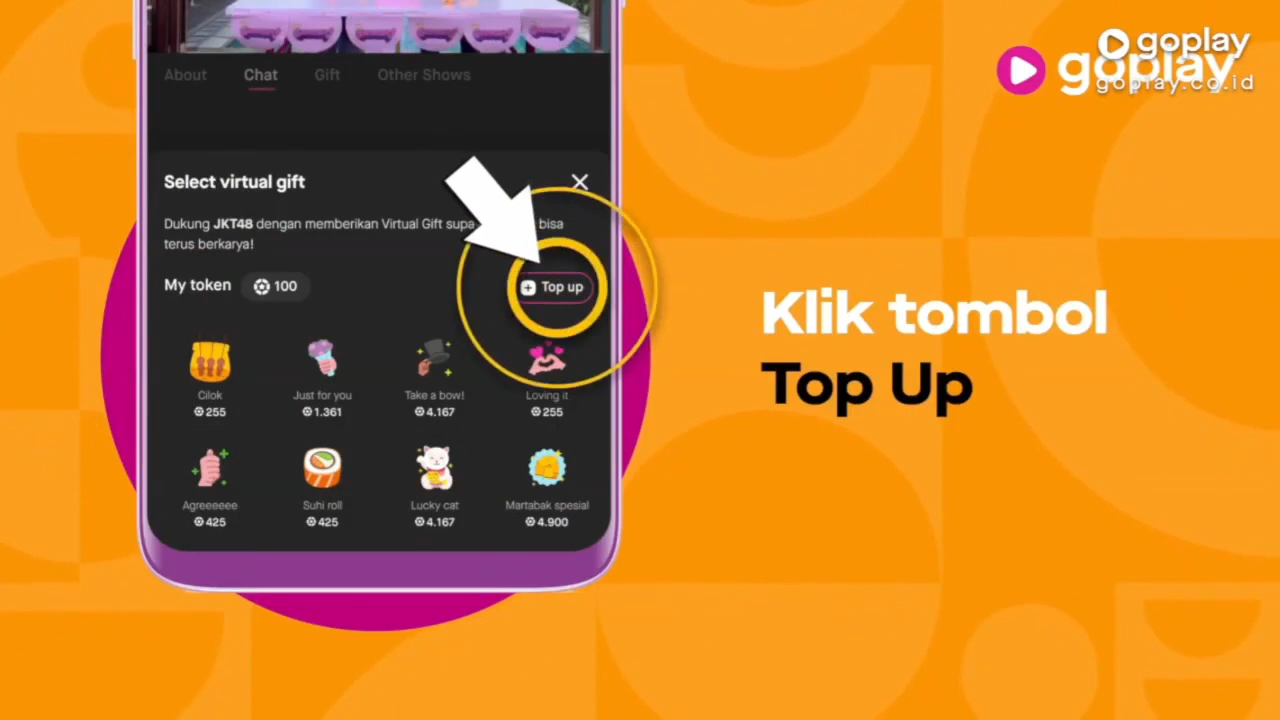 goplay
goplay
goplay.co.id
About Chat Gift Other Shows
Select virtual gift
Dukung JKT48 dengan memberikan Virtual Gift supa bisa
terus berkarya!
My token 100 Top up
Cilok Just for you Take a bow! Loving it
255 1.361 4.167 255
Agreeeeee Suhi roll Lucky cat Martabak spesial
425 425 4.167 4.900
Klik tombol
Top Up